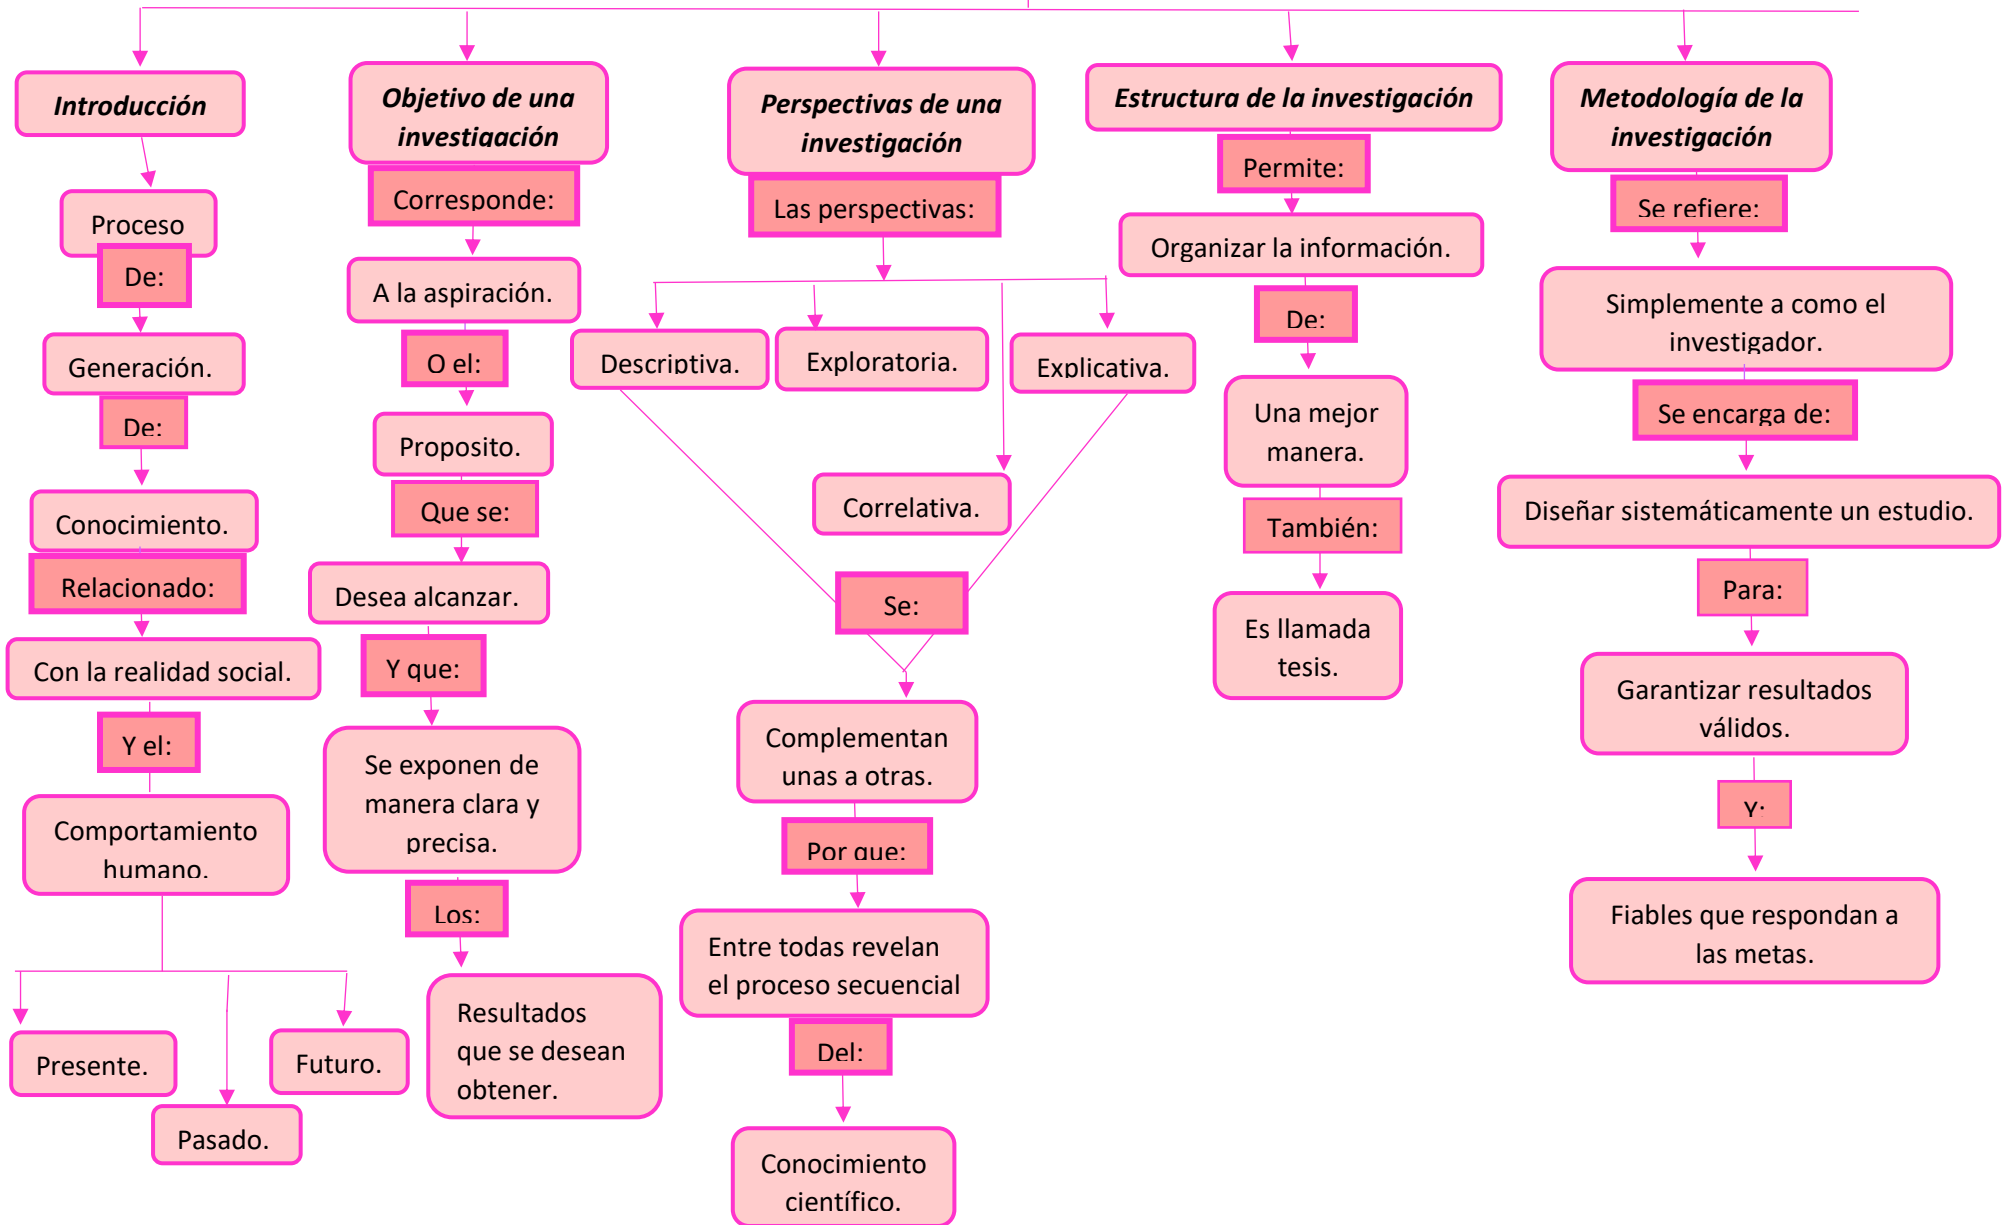 Introducción
Proceso
De:
Generación.
De:
Conocimiento.
Relacionado:
Con la realidad social.
Y el:
Comportamiento
humano.
Presente.
Pasado.
Futuro.
Objetivo de una
investigación
Corresponde:
A la aspiración.
O el:
Proposito.
Que se:
Desea alcanzar.
Y que:
Se exponen de
manera clara y
precisa.
Los:
Resultados
que se desean
obtener.
Perspectivas de una
investigación
Las perspectivas:
Descriptiva.
Exploratoria.
Correlativa.
Explicativa.
Se:
Complementan
unas a otras.
Por que:
Entre todas revelan
el proceso secuencial
Del:
Conocimiento
científico.
Estructura de la investigación
Permite:
Organizar la información.
De:
Una mejor
manera.
También:
Es llamada
tesis.
Metodología de la
investigación
Se refiere:
Simplemente a como el
investigador.
Se encarga de:
Diseñar sistemáticamente un estudio.
Para:
Garantizar resultados
válidos.
Y:
Fiables que respondan a
las metas.